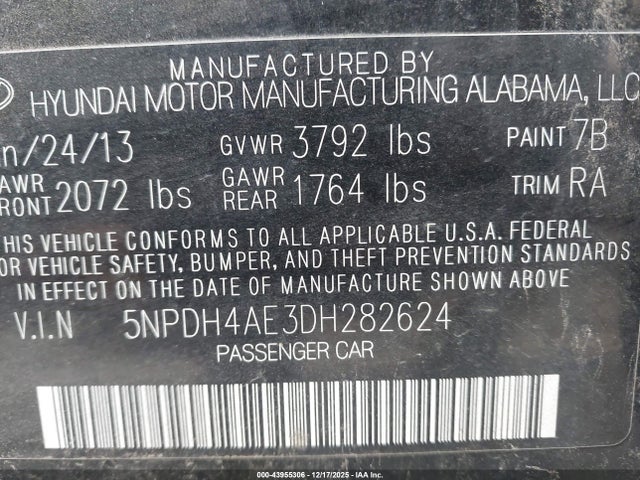 MANUFACTURED BY
HYUNDAI MOTOR MANUFACTURING ALABAMA, LLC
n/24/13 GVWR 3792 lbs PAINT 7B
AWR FRONT 2072 lbs GAWR REAR 1764 lbs TRIM RA
HIS VEHICLE CONFORMS TO ALL APPLICABLE U.S.A. FEDERAL
OR VEHICLE SAFETY, BUMPER, AND THEFT PREVENTION STANDARDS
IN EFFECT ON THE DATE OF MANUFACTURE SHOWN ABOVE
V.I.N 5NPDH4AE3DH282624
PASSENGER CAR
000-43955306 - 12/17/2025 - IAA Inc.